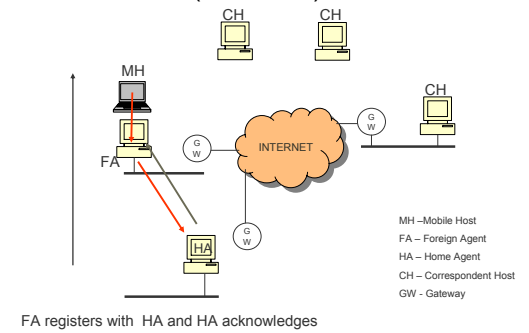 CH
CH
MH
CH
G
W
G
W
INTERNET
FA
G
W
HA
MH –Mobile Host
FA – Foreign Agent
HA – Home Agent
CH – Correspondent Host
GW - Gateway
FA registers with HA and HA acknowledges